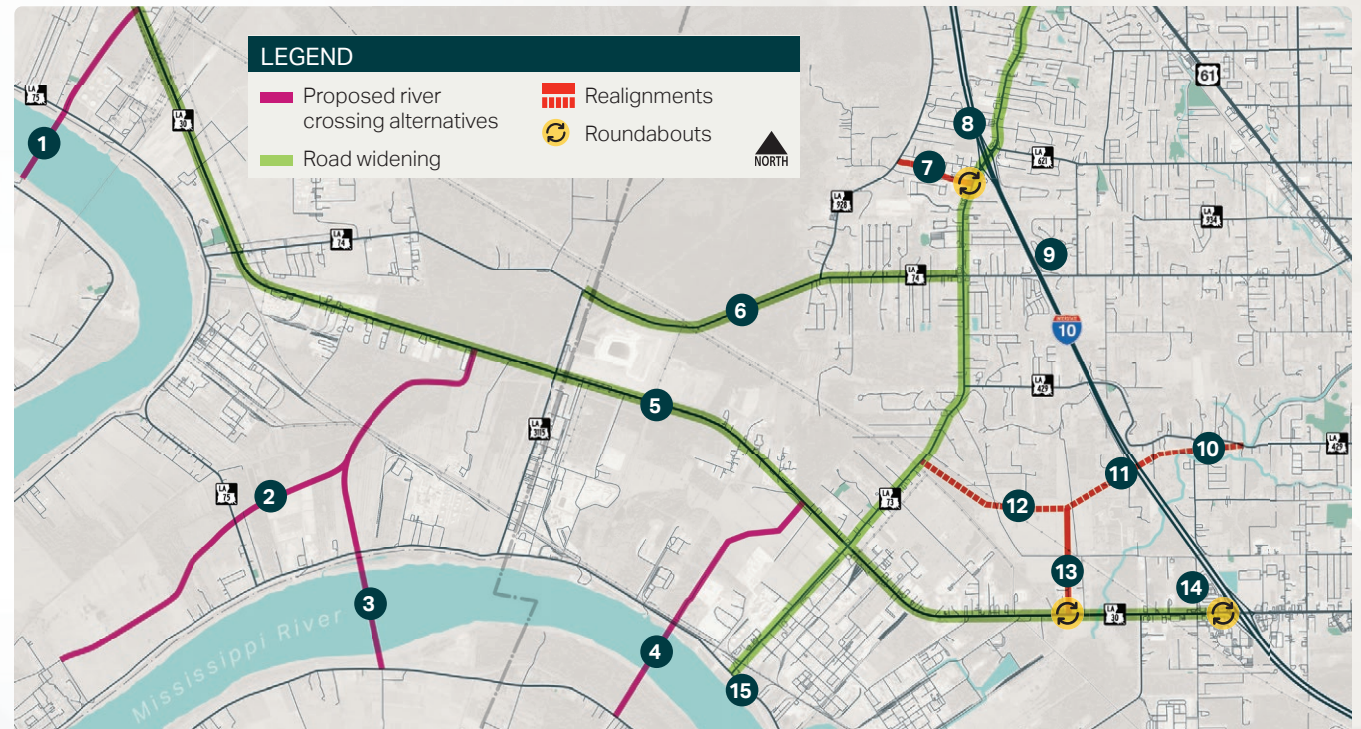 LEGEND
Proposed river
crossing alternatives
Road widening
Realignments
Roundabouts
NORTH
LA
75
1
LA
30
LA
74
8
7
LA
621
61
LA
928
LA
934
9
LA
74
6
INTERSTATE
10
5
LA
429
LA
3115
LA
75
2
LA
73
12
11
10
LA
429
3
13
14
LA
30
4
15
Mississippi River